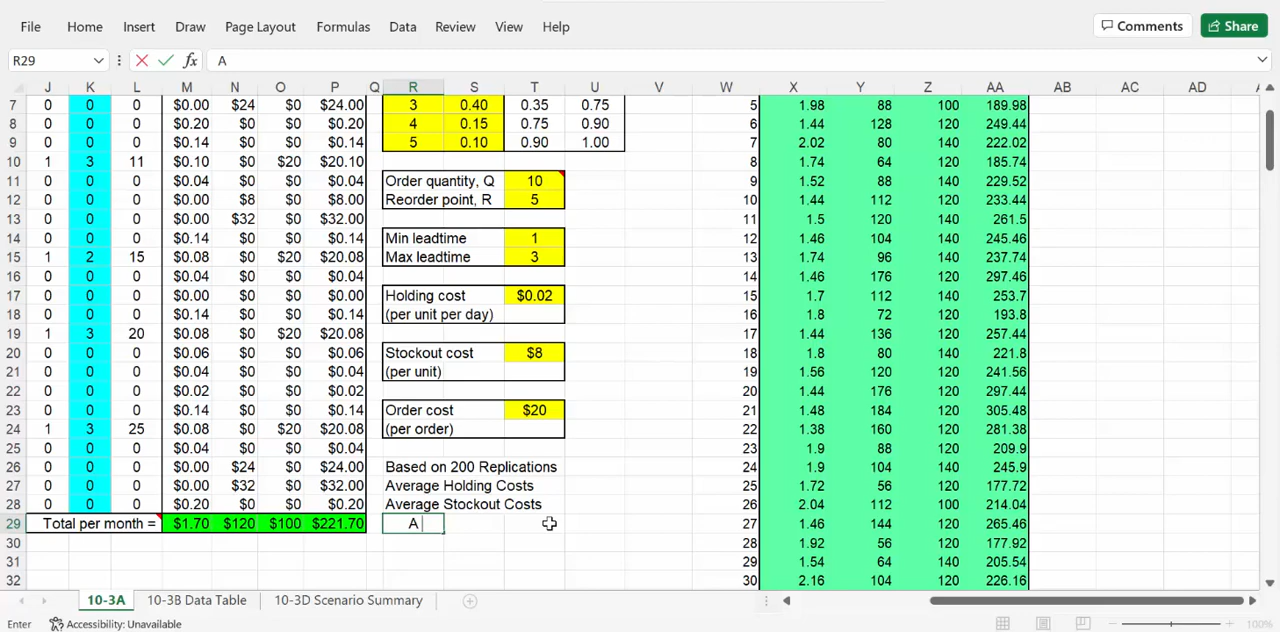 File Home Insert Draw Page Layout Formulas Data Review View Help Comments Share
R29 fx A
J K L M N O P Q R S T U V W X Y Z AA AB AC AD
7 0 0 0 $0.00 $24 $0 $24.00 3 0.40 0.35 0.75 5 1.98 88 100 189.98
8 0 0 0 $0.20 $0 $0 $0.20 4 0.15 0.75 0.90 6 1.44 128 120 249.44
9 0 0 0 $0.14 $0 $0 $0.14 5 0.10 0.90 1.00 7 2.02 80 140 222.02
10 1 3 11 $0.10 $0 $20 $20.10 8 1.74 64 120 185.74
11 0 0 0 $0.04 $0 $0 $0.04 Order quantity, Q 10 9 1.52 88 140 229.52
12 0 0 0 $0.00 $8 $0 $8.00 Reorder point, R 5 10 1.44 112 120 233.44
13 0 0 0 $0.00 $32 $0 $32.00 11 1.5 120 140 261.5
14 0 0 0 $0.14 $0 $0 $0.14 Min leadtime 1 12 1.46 104 140 245.46
15 1 2 15 $0.08 $0 $20 $20.08 Max leadtime 3 13 1.74 96 140 237.74
16 0 0 0 $0.04 $0 $0 $0.04 14 1.46 176 120 297.46
17 0 0 0 $0.00 $0 $0 $0.00 Holding cost $0.02 15 1.7 112 140 253.7
18 0 0 0 $0.14 $0 $0 $0.14 (per unit per day) 16 1.8 72 120 193.8
19 1 3 20 $0.08 $0 $20 $20.08 17 1.44 136 120 257.44
20 0 0 0 $0.06 $0 $0 $0.06 Stockout cost $8 18 1.8 80 140 221.8
21 0 0 0 $0.04 $0 $0 $0.04 (per unit) 19 1.56 120 120 241.56
22 0 0 0 $0.02 $0 $0 $0.02 20 1.44 176 120 297.44
23 0 0 0 $0.14 $0 $0 $0.14 Order cost $20 21 1.48 184 120 305.48
24 1 3 25 $0.08 $0 $20 $20.08 (per order) 22 1.38 160 120 281.38
25 0 0 0 $0.04 $0 $0 $0.04 23 1.9 88 120 209.9
26 0 0 0 $0.00 $24 $0 $24.00 Based on 200 Replications 24 1.9 104 140 245.9
27 0 0 0 $0.00 $32 $0 $32.00 Average Holding Costs 25 1.72 56 120 177.72
28 0 0 0 $0.20 $0 $0 $0.20 Average Stockout Costs 26 2.04 112 100 214.04
29 Total per month = $1.70 $120 $100 $221.70 A 27 1.46 144 120 265.46
30 28 1.92 56 120 177.92
31 29 1.54 64 140 205.54
32 30 2.16 104 120 226.16
10-3A 10-3B Data Table 10-3D Scenario Summary
Enter Accessibility: Unavailable 100%